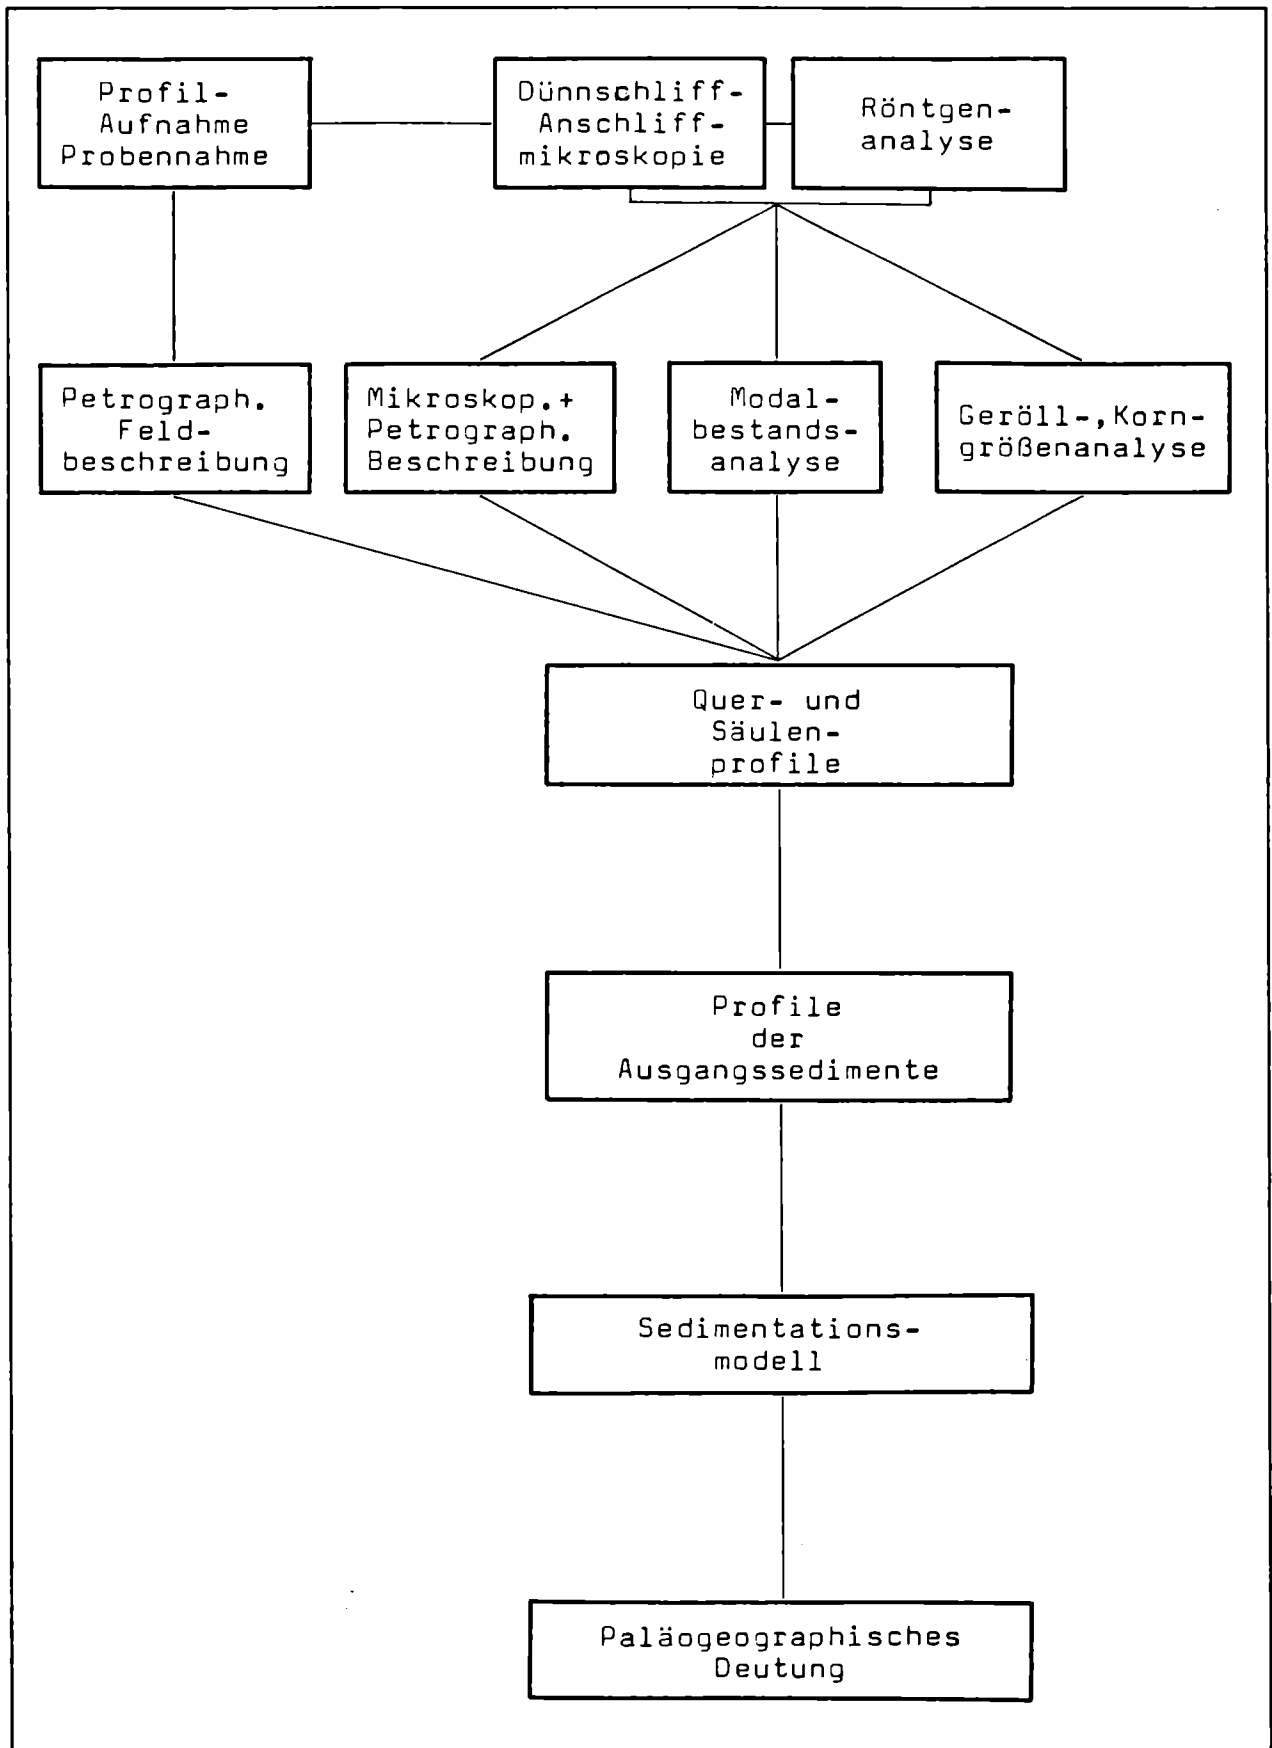 Profil-
Aufnahme
Probennahme
Dünnschliff-
Anschliff-
mikroskopie
Röntgen-
analyse
Petrograph.
Feld-
beschreibung
Mikroskop.+
Petrograph.
Beschreibung
Modal-
bestands-
analyse
Geröll-,Korn-
größenanalyse
Quer- und
Säulen-
profile
Profile
der
Ausgangssedimente
Sedimentations-
modell
Paläogeographisches
Deutung